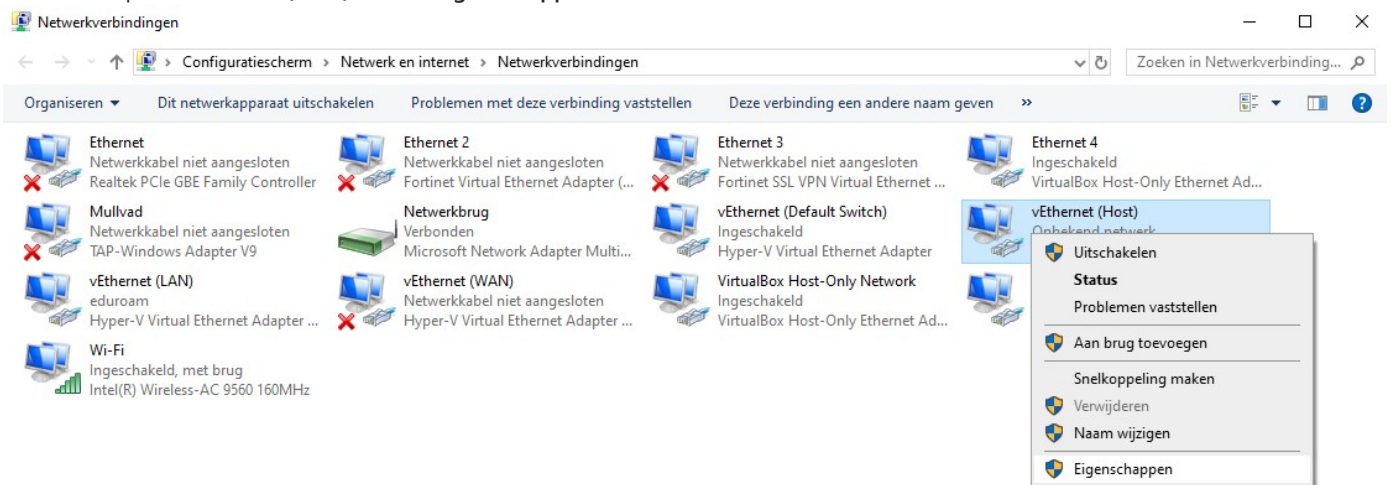 Netwerkverbindingen
Configuratiescherm > Netwerk en internet > Netwerkverbindingen
Zoeken in Netwerkverbinding...
Organiseren Dit netwerkapparaat uitschakelen Problemen met deze verbinding vaststellen Deze verbinding een andere naam geven »
Ethernet
Netwerkkabel niet aangesloten
Realtek PCIe GBE Family Controller
Ethernet 2
Netwerkkabel niet aangesloten
Fortinet Virtual Ethernet Adapter (...
Ethernet 3
Netwerkkabel niet aangesloten
Fortinet SSL VPN Virtual Ethernet ...
Ethernet 4
Ingeschakeld
VirtualBox Host-Only Ethernet Ad...
Mullvad
Netwerkkabel niet aangesloten
TAP-Windows Adapter V9
Netwerkbrug
Verbonden
Microsoft Network Adapter Multi...
vEthernet (Default Switch)
Ingeschakeld
Hyper-V Virtual Ethernet Adapter
vEthernet (Host)
Onbekend netwerk
vEthernet (LAN)
eduroam
Hyper-V Virtual Ethernet Adapter ...
vEthernet (WAN)
Netwerkkabel niet aangesloten
Hyper-V Virtual Ethernet Adapter ...
VirtualBox Host-Only Network
Ingeschakeld
VirtualBox Host-Only Ethernet Ad...
Wi-Fi
Ingeschakeld, met brug
Intel(R) Wireless-AC 9560 160MHz
Uitschakelen
Status
Problemen vaststellen
Aan brug toevoegen
Snelkoppeling maken
Verwijderen
Naam wijzigen
Eigenschappen